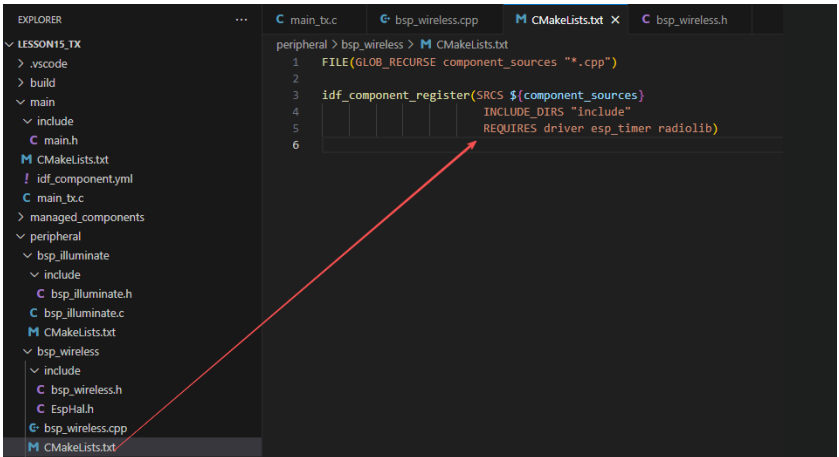 EXPLORER
···
LESSON15_TX
.vscode
build
main
include
C main.h
M CMakeLists.txt
! idf_component.yml
C main_tx.c
managed_components
peripheral
bsp_illuminate
include
C bsp_illuminate.h
C bsp_illuminate.c
M CMakeLists.txt
bsp_wireless
include
C bsp_wireless.h
C EspHal.h
C+ bsp_wireless.cpp
M CMakeLists.txt
C main_tx.c
C+ bsp_wireless.cpp
M CMakeLists.txt ×
C bsp_wireless.h
peripheral > bsp_wireless > M CMakeLists.txt
1 FILE(GLOB_RECURSE component_sources "*.cpp")
2
3 idf_component_register(SRCS ${component_sources}
4 INCLUDE_DIRS "include"
5 REQUIRES driver esp_timer radiolib)
6